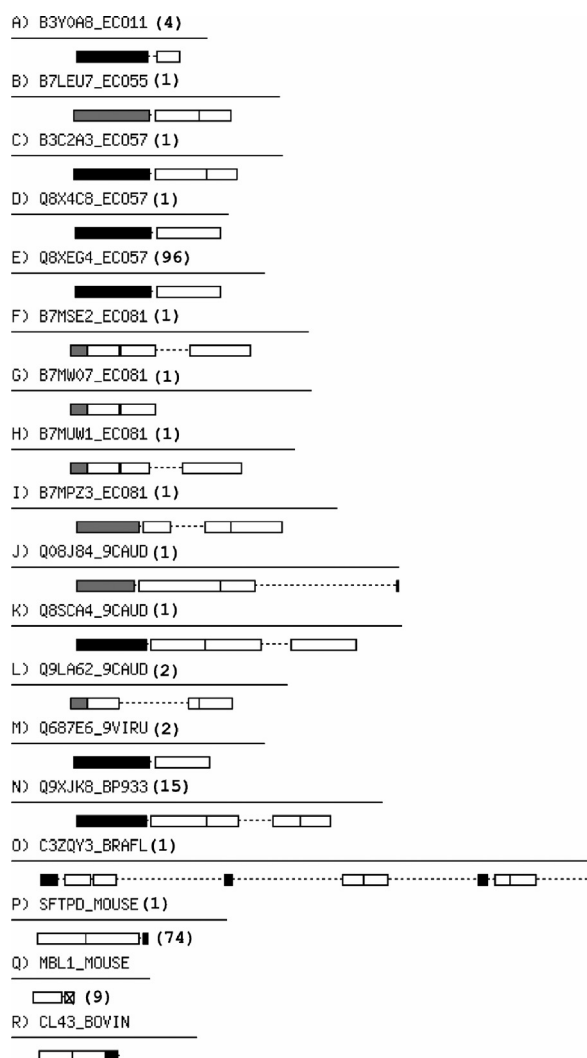 A) B3Y0A8_ECO11 (4)
B) B7LEU7_ECO55 (1)
C) B3C2A3_ECO57 (1)
D) Q8X4C8_ECO57 (1)
E) Q8XEG4_ECO57 (96)
F) B7MSE2_ECO81 (1)
G) B7MW07_ECO81 (1)
H) B7MUW1_ECO81 (1)
I) B7MPZ3_ECO81 (1)
J) Q08J84_9CAUD (1)
K) Q8SCA4_9CAUD (1)
L) Q9LA62_9CAUD (2)
M) Q687E6_9VIRU (2)
N) Q9XJK8_BP933 (15)
O) C3ZQY3_BRAFL (1)
P) SFTPD_MOUSE (1)
(74)
Q) MBL1_MOUSE
(9)
R) CL43_BOVIN